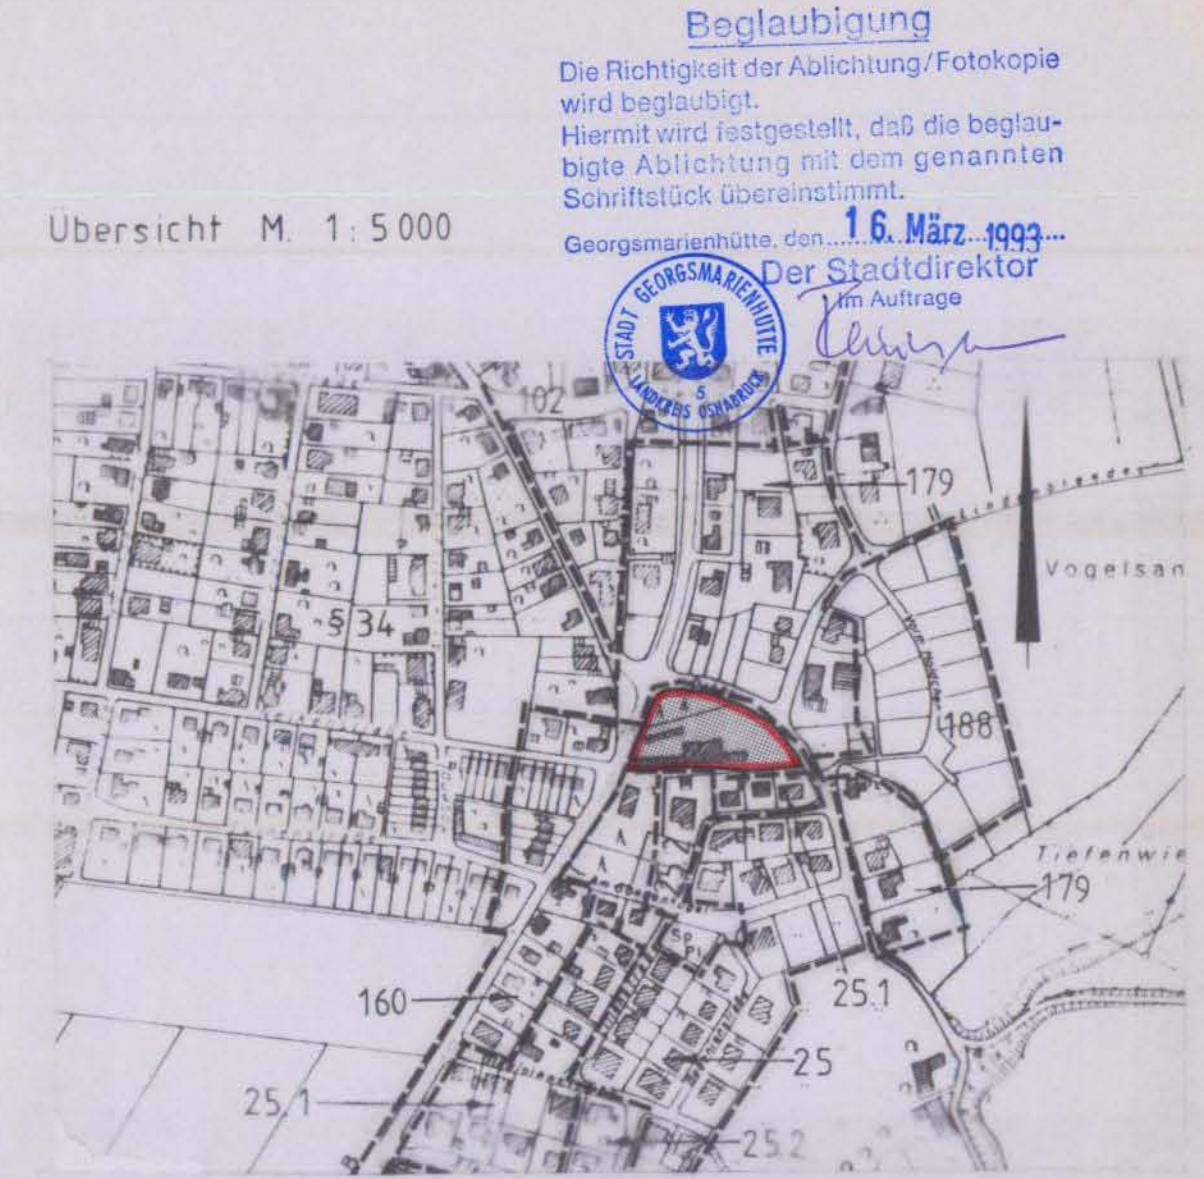 Beglaubigung
Die Richtigkeit der Ablichtung/Fotokopie
wird beglaubigt.
Hiermit wird festgestellt, daß die beglau-
bigte Ablichtung mit dem genannten
Schriftstück übereinstimmt.
Georgsmarienhütte, den 16. März 1993
Der Stadtdirektor
Im Auftrage
STADT GEORGSMARIENHÜTTE
LANDKREIS OSNABRÜCK
5
Übersicht M. 1:5000
102
179
Vogelsan
§ 34
188
Tiefenwie
179
Sp.
Pl.
160
25.1
25
25.1
25.2
B